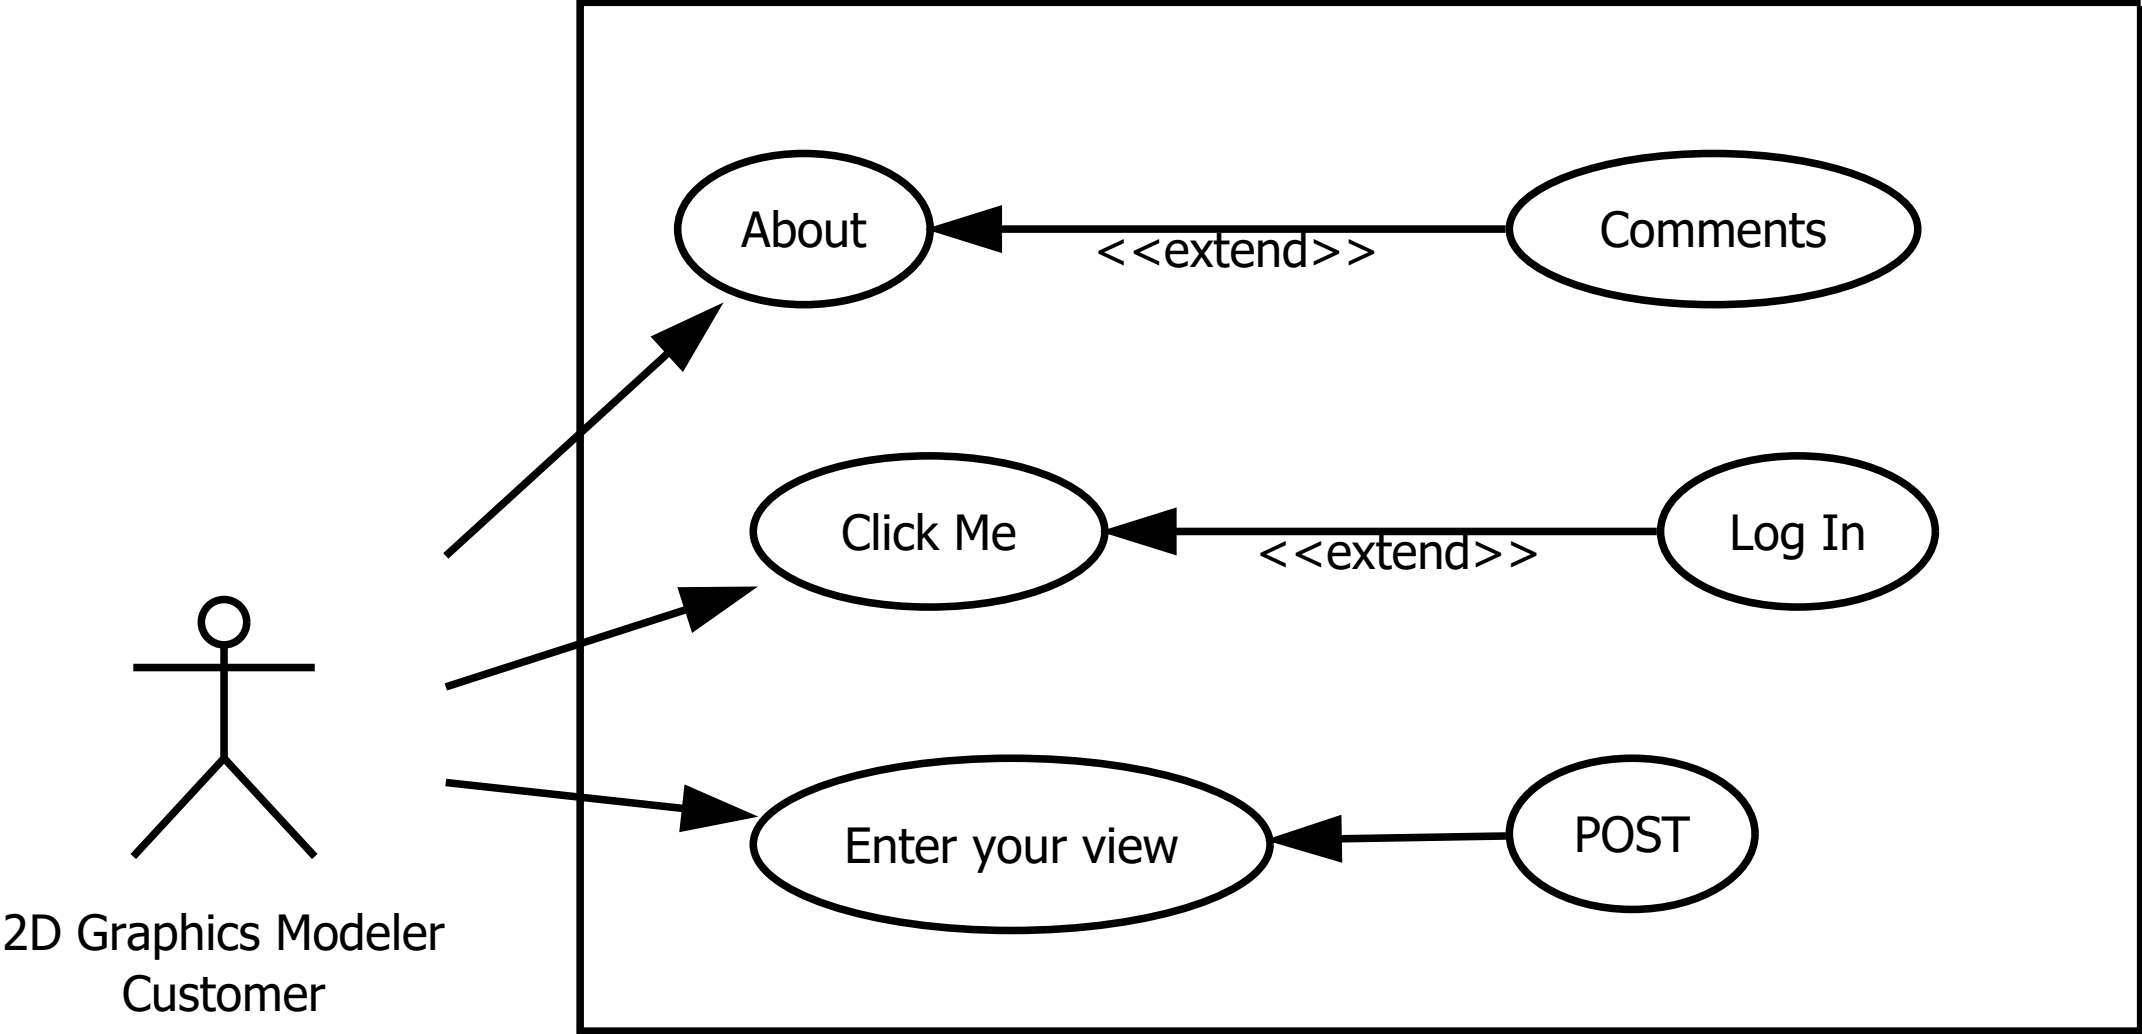 About
<<extend>>
Comments
Click Me
<<extend>>
Log In
Enter your view
POST
2D Graphics Modeler
Customer